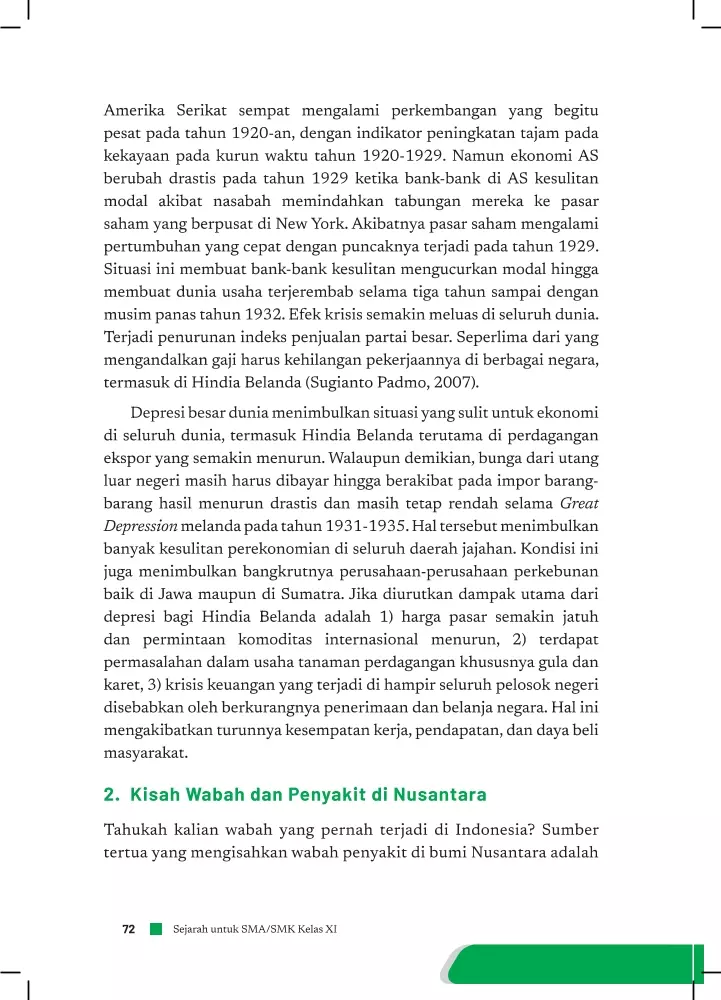 Amerika Serikat sempat mengalami perkembangan yang begitu
pesat pada tahun 1920-an, dengan indikator peningkatan tajam pada
kekayaan pada kurun waktu tahun 1920-1929. Namun ekonomi AS
berubah drastis pada tahun 1929 ketika bank-bank di AS kesulitan
modal akibat nasabah memindahkan tabungan mereka ke pasar
saham yang berpusat di New York. Akibatnya pasar saham mengalami
pertumbuhan yang cepat dengan puncaknya terjadi pada tahun 1929.
Situasi ini membuat bank-bank kesulitan mengucurkan modal hingga
membuat dunia usaha terjerembab selama tiga tahun sampai dengan
musim panas tahun 1932. Efek krisis semakin meluas di seluruh dunia.
Terjadi penurunan indeks penjualan partai besar. Seperlima dari yang
mengandalkan gaji harus kehilangan pekerjaannya di berbagai negara,
termasuk di Hindia Belanda (Sugianto Padmo, 2007).
Depresi besar dunia menimbulkan situasi yang sulit untuk ekonomi
di seluruh dunia, termasuk Hindia Belanda terutama di perdagangan
ekspor yang semakin menurun. Walaupun demikian, bunga dari utang
luar negeri masih harus dibayar hingga berakibat pada impor barang-
barang hasil menurun drastis dan masih tetap rendah selama Great
Depression melanda pada tahun 1931-1935. Hal tersebut menimbulkan
banyak kesulitan perekonomian di seluruh daerah jajahan. Kondisi ini
juga menimbulkan bangkrutnya perusahaan-perusahaan perkebunan
baik di Jawa maupun di Sumatra. Jika diurutkan dampak utama dari
depresi bagi Hindia Belanda adalah 1) harga pasar semakin jatuh
dan permintaan komoditas internasional menurun, 2) terdapat
permasalahan dalam usaha tanaman perdagangan khususnya gula dan
karet, 3) krisis keuangan yang terjadi di hampir seluruh pelosok negeri
disebabkan oleh berkurangnya penerimaan dan belanja negara. Hal ini
mengakibatkan turunnya kesempatan kerja, pendapatan, dan daya beli
masyarakat.
2. Kisah Wabah dan Penyakit di Nusantara
Tahukah kalian wabah yang pernah terjadi di Indonesia? Sumber
tertua yang mengisahkan wabah penyakit di bumi Nusantara adalah
72 Sejarah untuk SMA/SMK Kelas XI